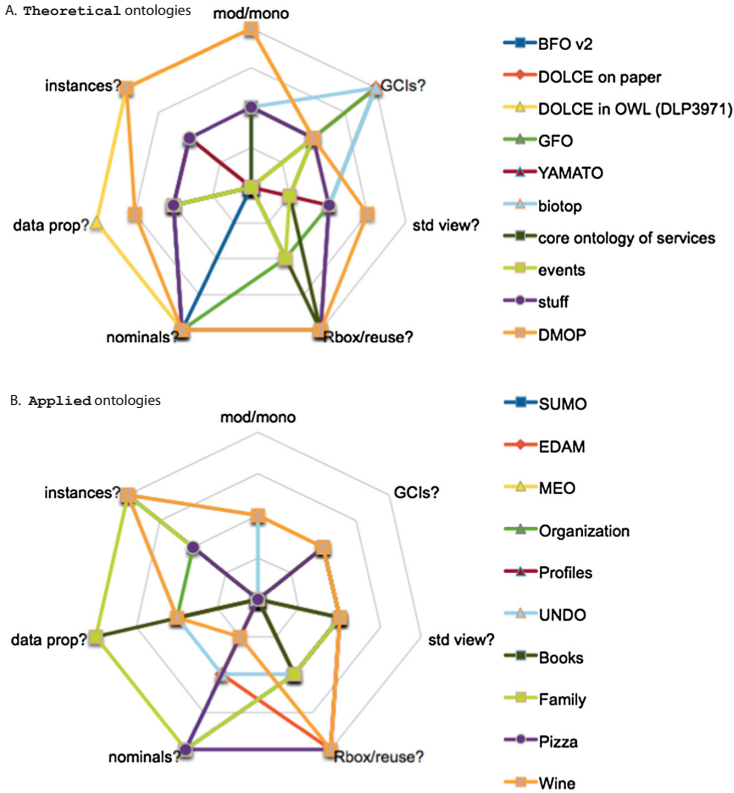 A. Theoretical ontologies
mod/mono
GCIs?
std view?
Rbox/reuse?
nominals?
data prop?
instances?
BFO v2
DOLCE on paper
DOLCE in OWL (DLP3971)
GFO
YAMATO
biotop
core ontology of services
events
stuff
DMOP
B. Applied ontologies
mod/mono
GCIs?
std view?
Rbox/reuse?
nominals?
data prop?
instances?
SUMO
EDAM
MEO
Organization
Profiles
UNDO
Books
Family
Pizza
Wine